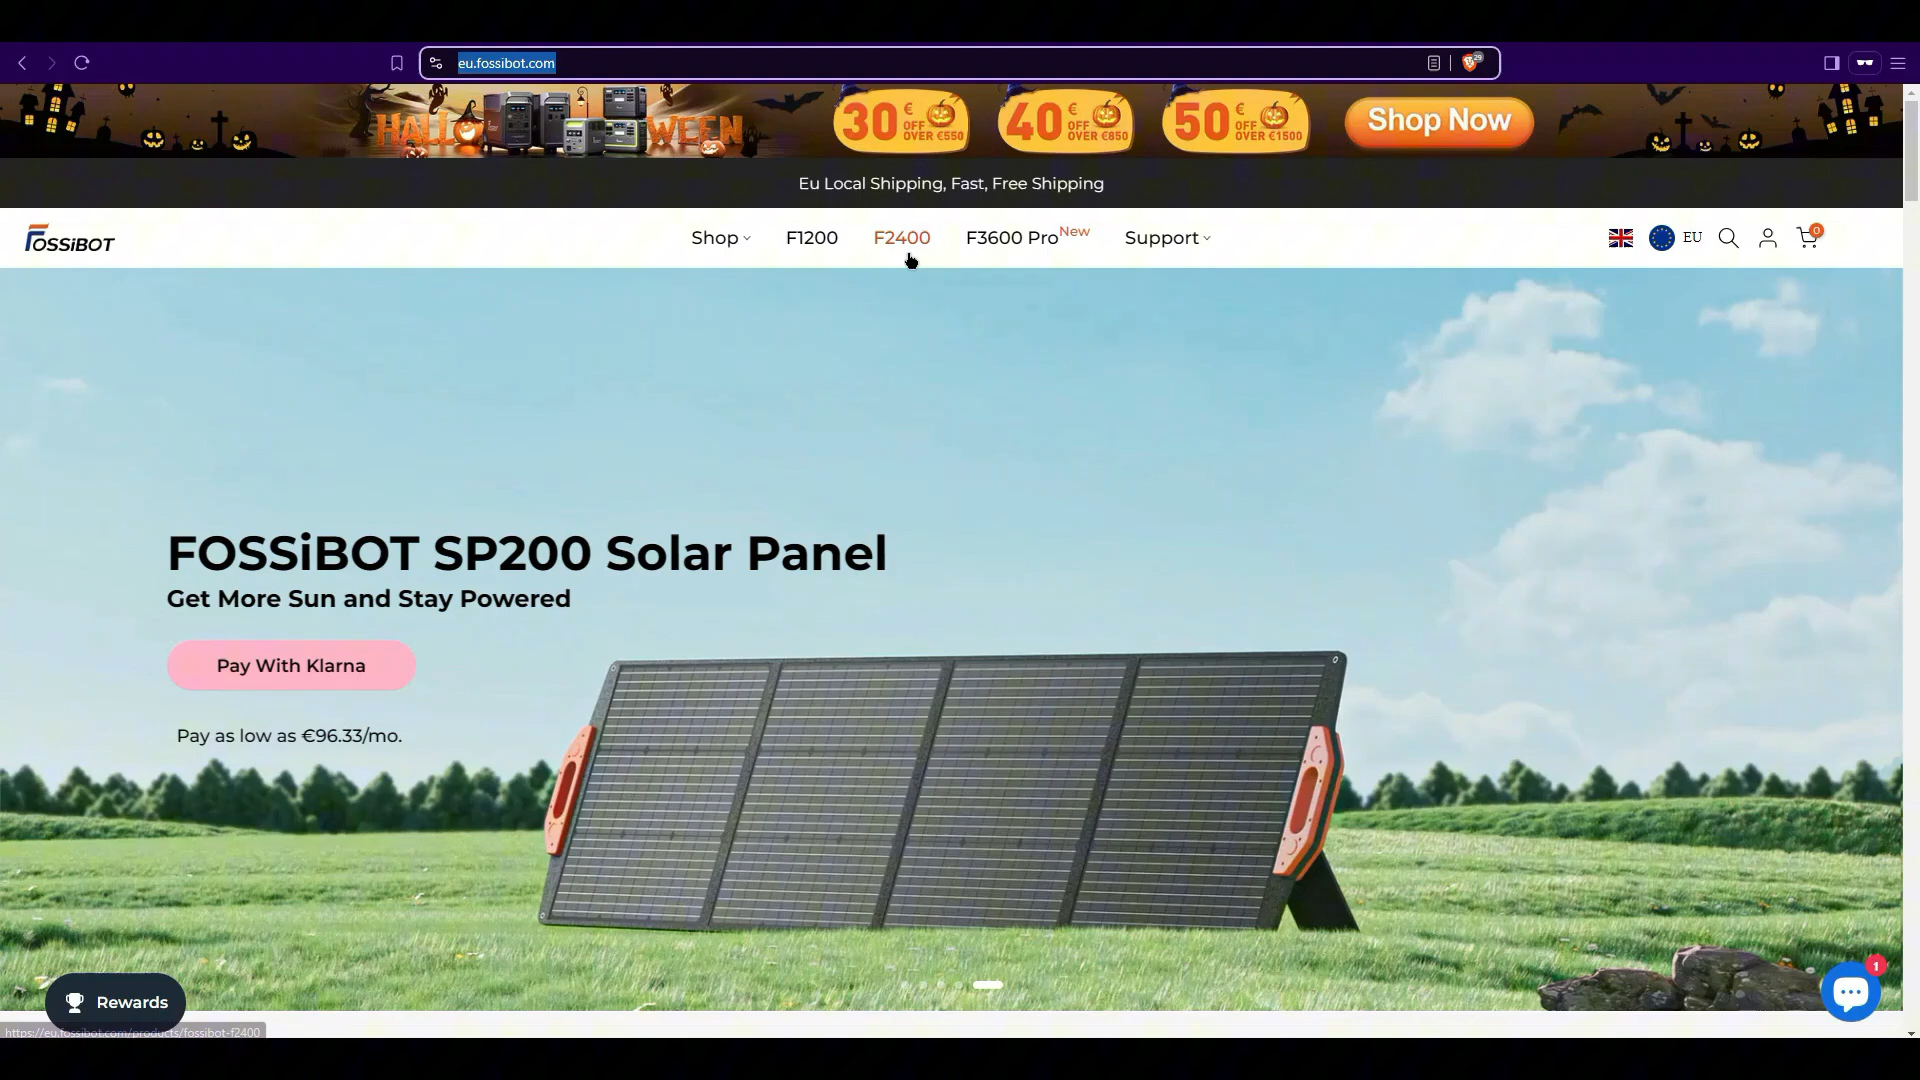 eu.fossibot.com
29
HALLOWEEN
30 € OFF OVER €550
40 € OFF OVER €850
50 € OFF OVER €1500
Shop Now
Eu Local Shipping, Fast, Free Shipping
FOSSiBOT
Shop
F1200
F2400
F3600 Pro New
Support
EU
0
FOSSiBOT SP200 Solar Panel
Get More Sun and Stay Powered
Pay With Klarna
Pay as low as €96.33/mo.
Rewards
1
https://eu.fossibot.com/products/fossibot-f2400